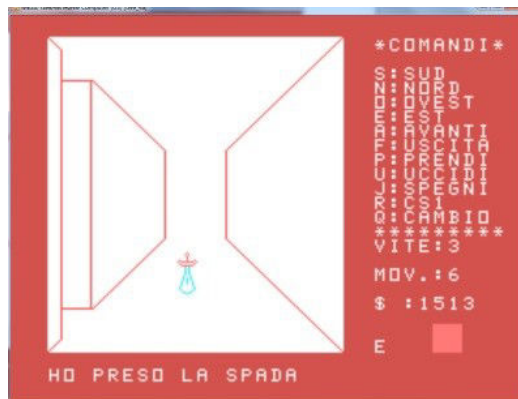 *COMANDI*
S:SUD
N:NORD
O:OVEST
E:EST
A:AVANTI
F:USCITA
P:PRENDI
U:UCCIDI
J:SPEGNI
R:CS1
Q:CAMBIO
*********
VITE:3
MOV.:6
$ :1513
E
HO PRESO LA SPADA